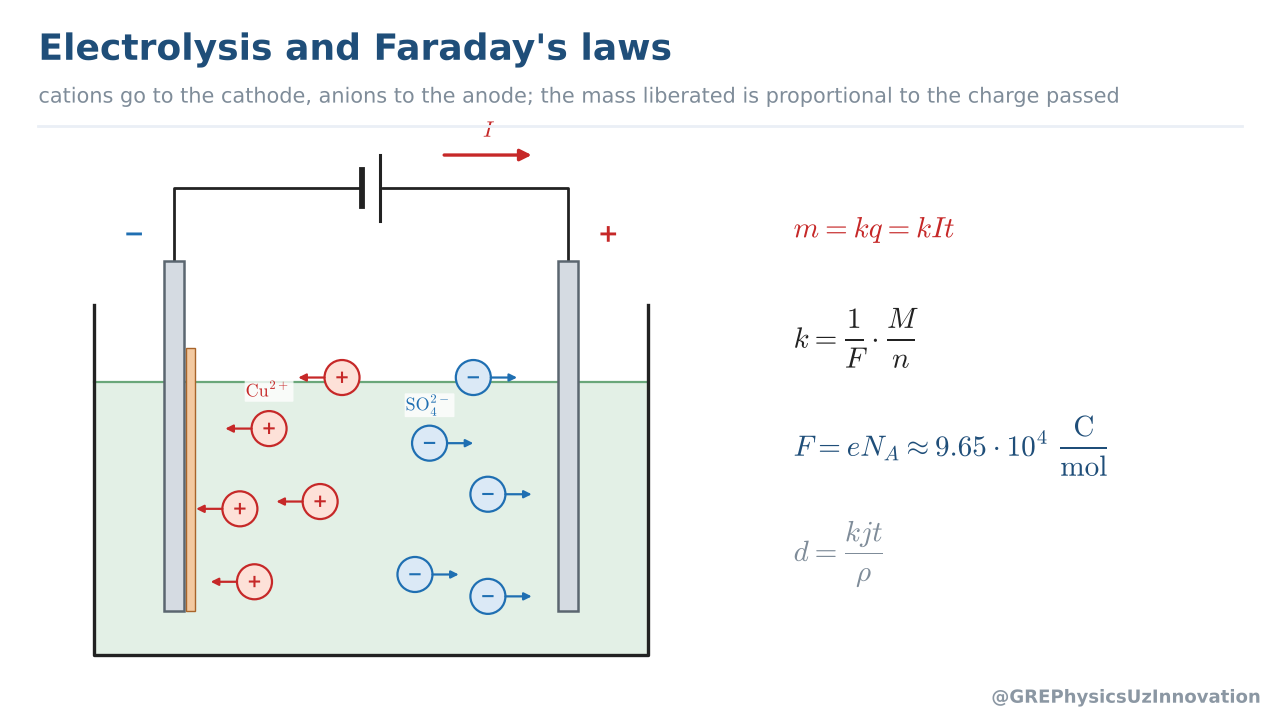 Electrolysis and Faraday's laws
cations go to the cathode, anions to the anode; the mass liberated is proportional to the charge passed
I
− +
m = kq = kIt
k = 1/F · M/n
F = eN_A ≈ 9.65 · 10⁴ C/mol
d = kjt/ρ
Cu²⁺
SO₄²⁻
+ −
+ −
+ + −
+ − −
@GREPhysicsUzInnovation